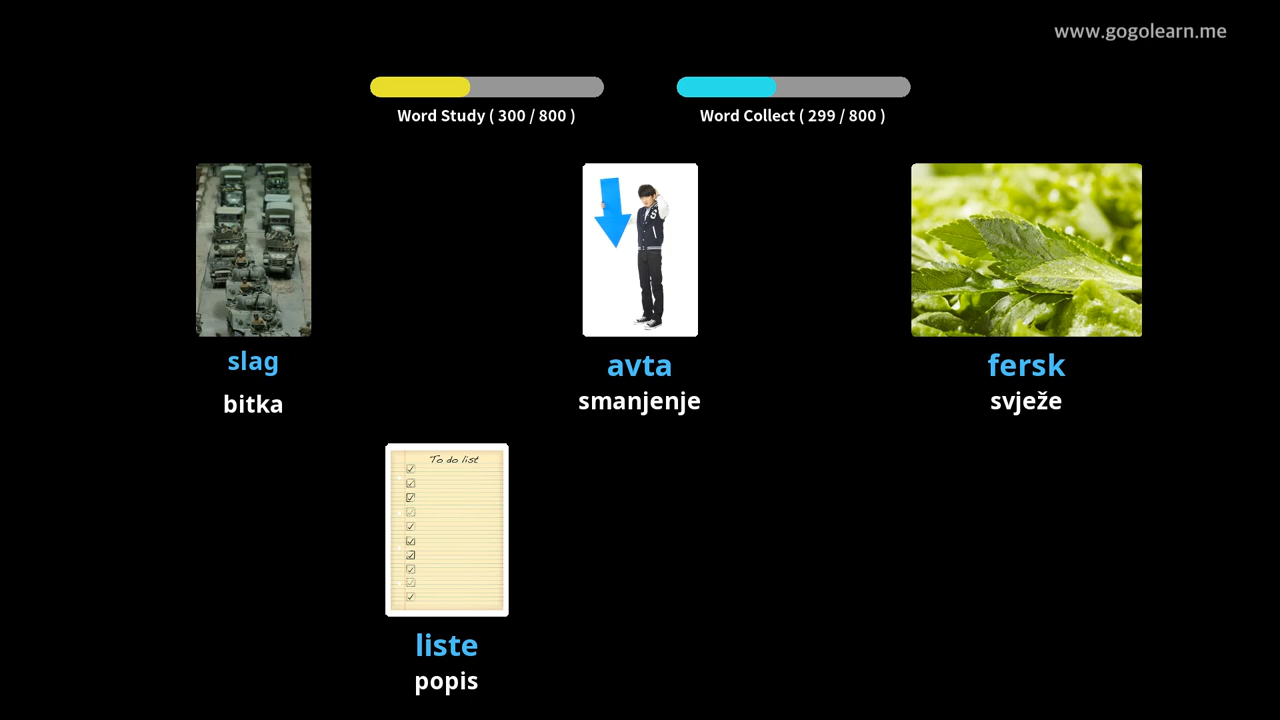 www.gogolearn.me
Word Study ( 300 / 800 )
Word Collect ( 299 / 800 )
slag
bitka
avta
smanjenje
fersk
svježe
To do list
liste
popis